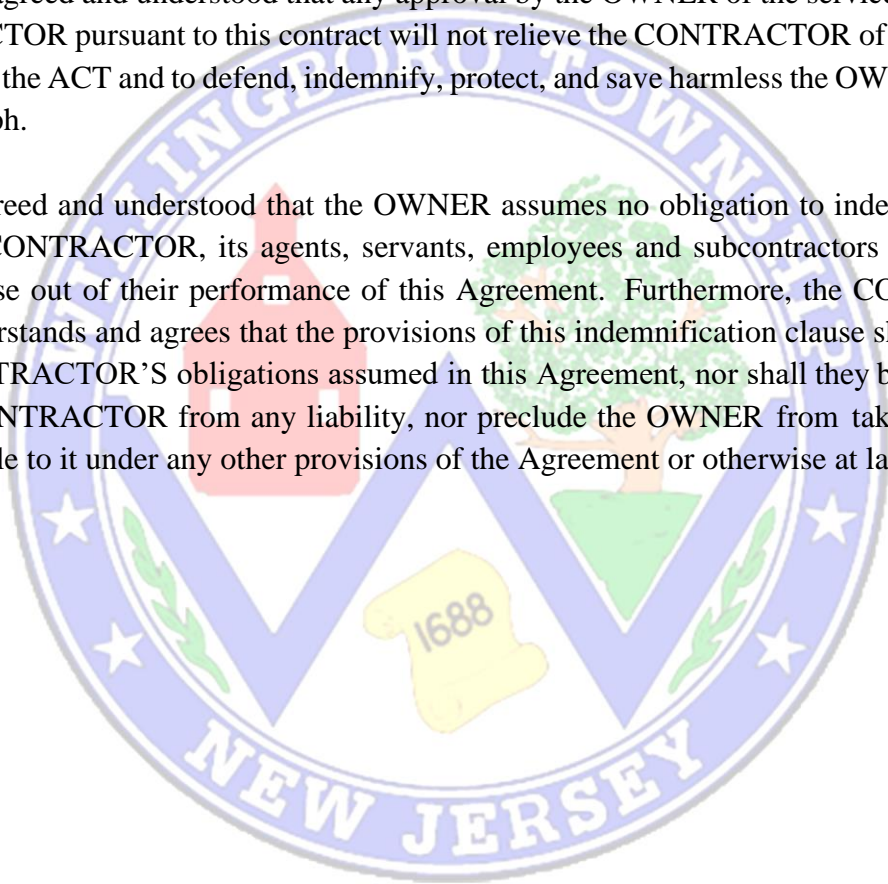 agreed and understood that any approval by the OWNER of the service
CTOR pursuant to this contract will not relieve the CONTRACTOR of
the ACT and to defend, indemnify, protect, and save harmless the OW
ph.
reed and understood that the OWNER assumes no obligation to inde
CONTRACTOR, its agents, servants, employees and subcontractors
se out of their performance of this Agreement. Furthermore, the CO
rstands and agrees that the provisions of this indemnification clause s
TRACTOR’S obligations assumed in this Agreement, nor shall they b
NTRACTOR from any liability, nor preclude the OWNER from tak
le to it under any other provisions of the Agreement or otherwise at la
WILLINGBORO TOWNSHIP
1688
NEW JERSEY